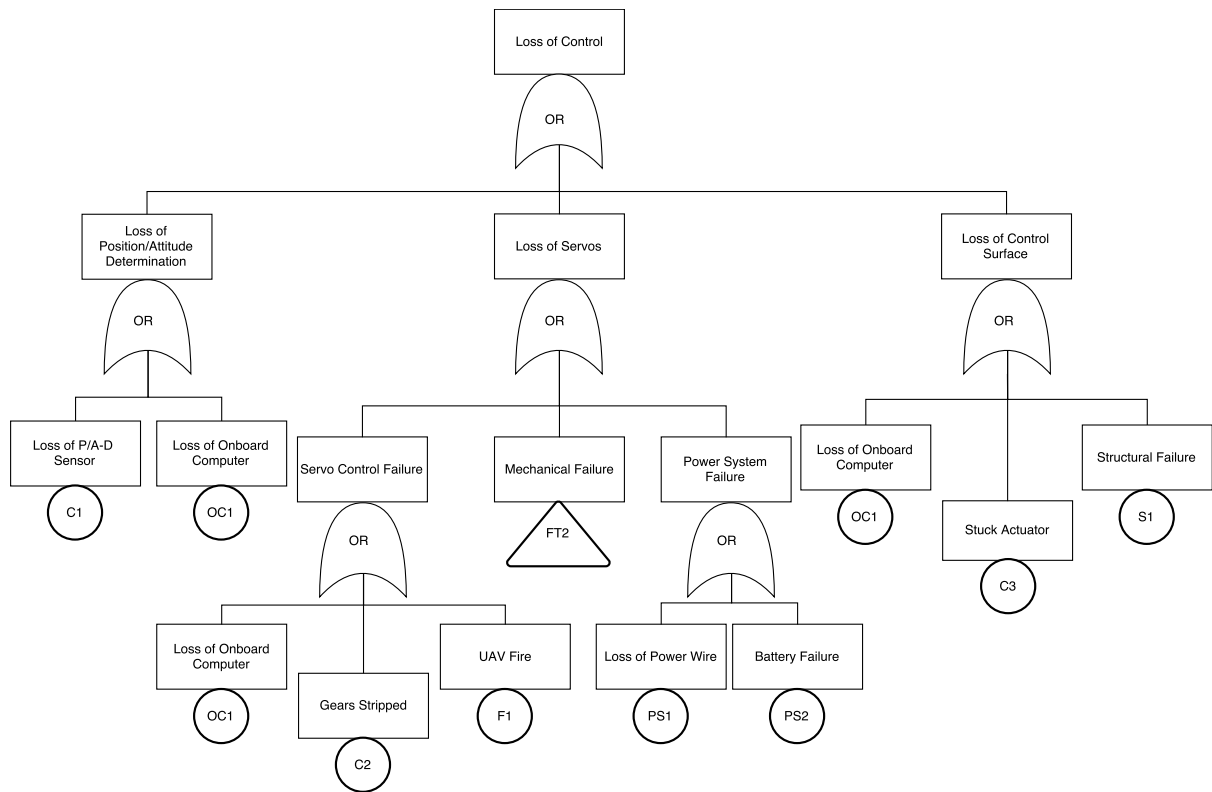 Loss of Control
OR
Loss of
Position/Attitude
Determination
Loss of Servos
Loss of Control
Surface
OR
OR
OR
Loss of P/A-D
Sensor
Loss of Onboard
Computer
Servo Control Failure
Mechanical Failure
Power System
Failure
Loss of Onboard
Computer
Structural Failure
C1
OC1
OC1
S1
OR
FT2
OR
Stuck Actuator
C3
Loss of Onboard
Computer
UAV Fire
Loss of Power Wire
Battery Failure
Gears Stripped
OC1
F1
PS1
PS2
C2